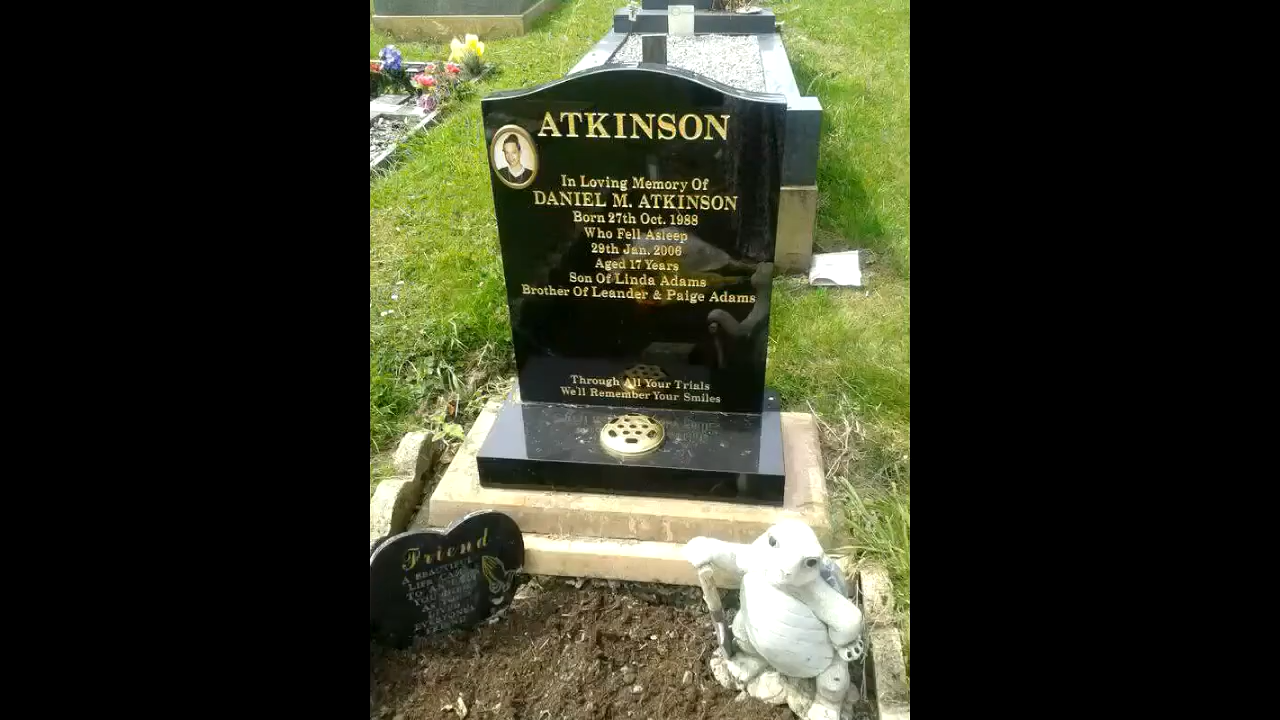 ATKINSON
In Loving Memory Of
DANIEL M. ATKINSON
Born 27th Oct. 1988
Who Fell Asleep
29th Jan. 2006
Aged 17 Years
Son Of Linda Adams
Brother Of Leander & Paige Adams
Through All Your Trials
We'll Remember Your Smiles
Friend
A